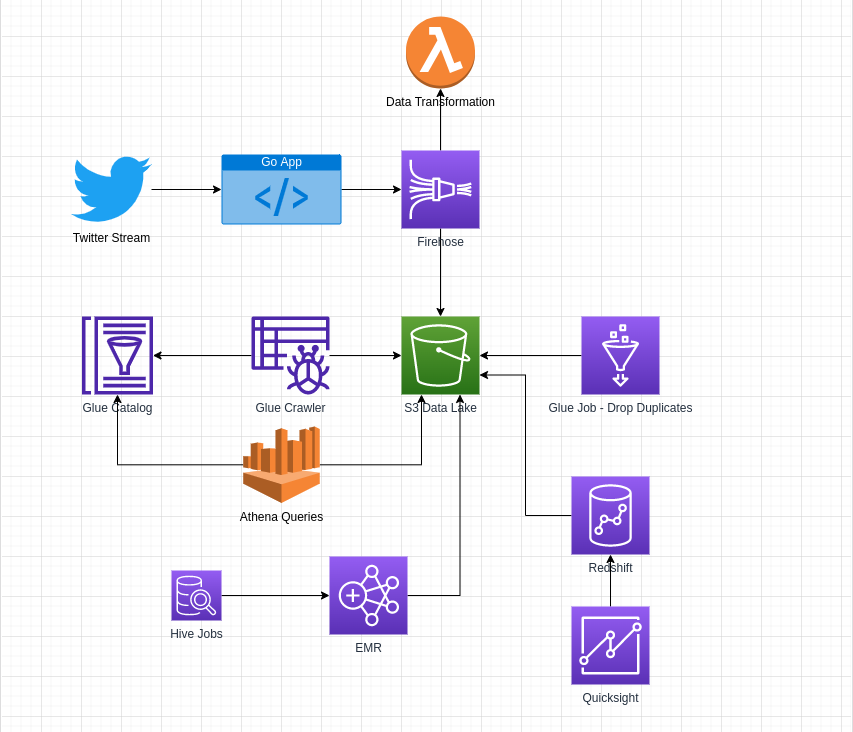 Data Transformation
Go App
Twitter Stream
Firehose
Glue Catalog
Glue Crawler
S3 Data Lake
Glue Job - Drop Duplicates
Athena Queries
Redshift
Hive Jobs
EMR
Quicksight